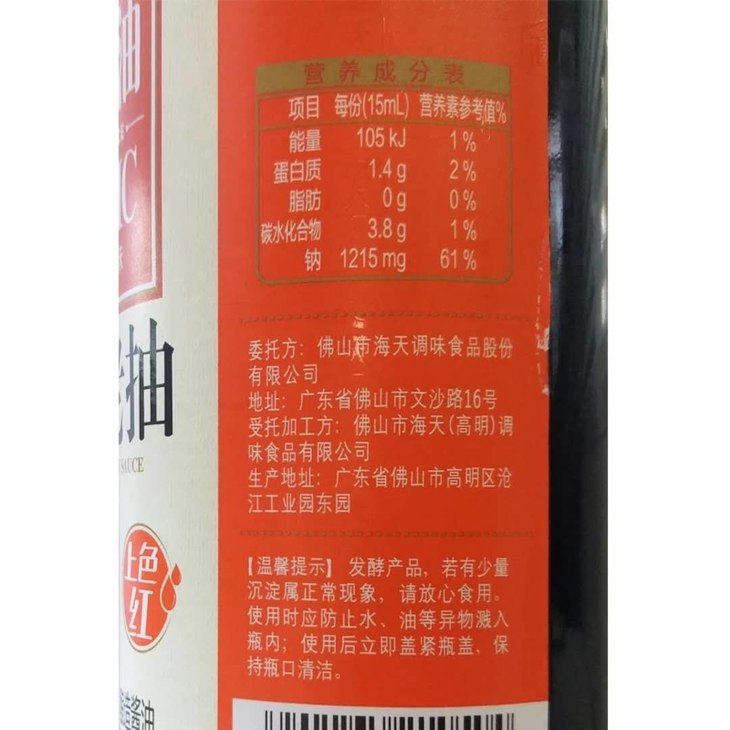 抽
营养成分表
项目 每份(15mL) 营养素参考值%
能量 105 kJ 1%
蛋白质 1.4 g 2%
脂肪 0 g 0%
碳水化合物 3.8 g 1%
钠 1215 mg 61%
委托方：佛山市海天调味食品股份
有限公司
地址：广东省佛山市文沙路16号
受托加工方：佛山市海天(高明)调
味食品有限公司
生产地址：广东省佛山市高明区沧
江工业园东园
【温馨提示】发酵产品，若有少量
沉淀属正常现象，请放心食用。
使用时应防止水、油等异物溅入
瓶内；使用后立即盖紧瓶盖，保
持瓶口清洁。
老抽
SAUCE
上色
红
酿造酱油